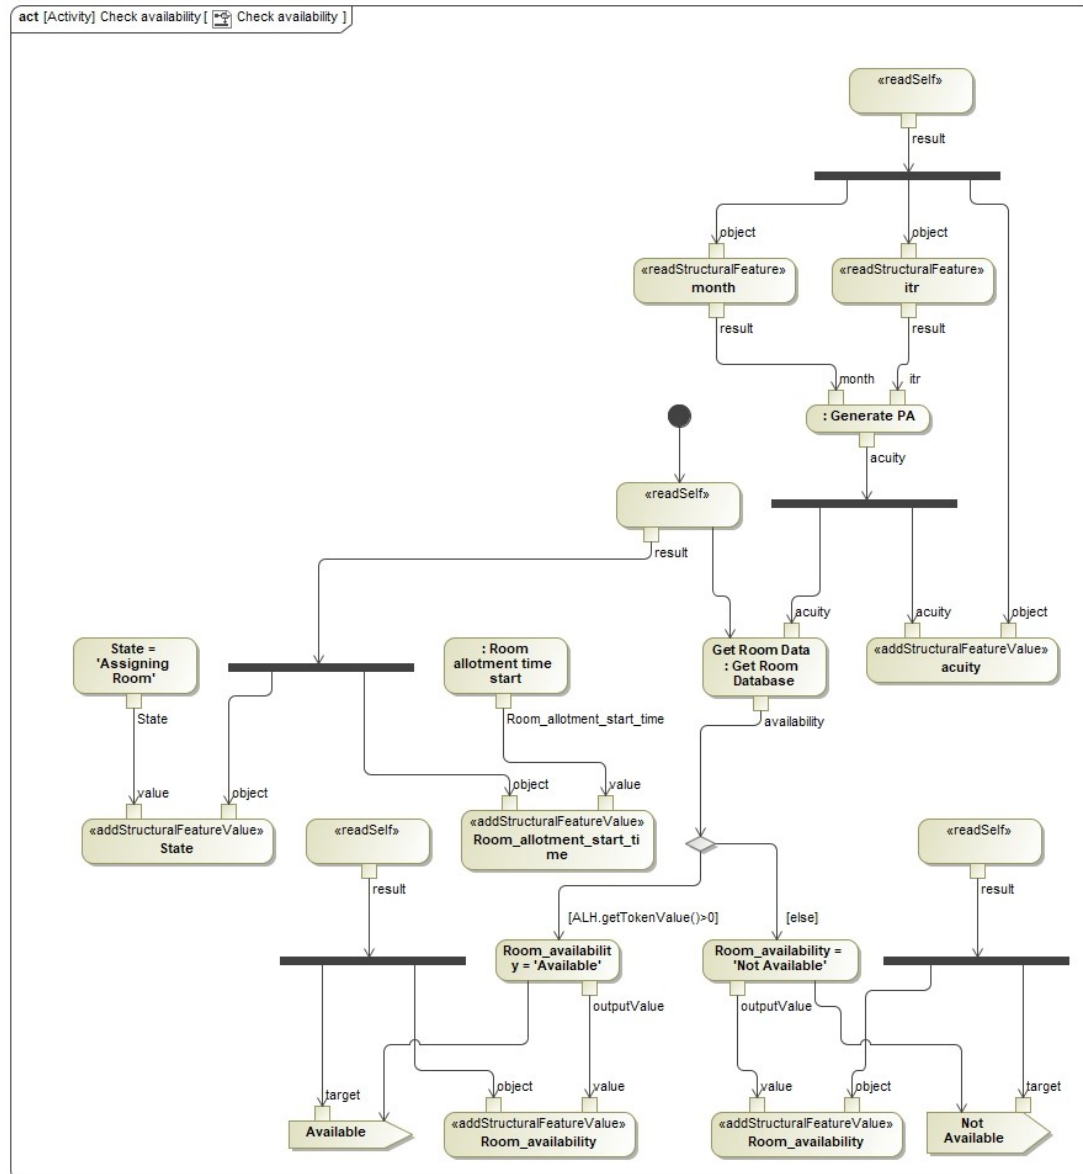 act [Activity] Check availability [ Check availability ]
«readSelf»
result
object
object
«readStructuralFeature»
month
«readStructuralFeature»
itr
result
result
month
itr
: Generate PA
acuity
«readSelf»
result
acuity
acuity
object
State =
'Assigning
Room'
: Room
allotment time
start
Get Room Data
: Get Room
Database
«addStructuralFeatureValue»
acuity
State
Room_allotment_start_time
availability
value
object
object
value
«addStructuralFeatureValue»
State
«readSelf»
«addStructuralFeatureValue»
Room_allotment_start_ti
me
«readSelf»
result
result
[ALH.getTokenValue()>0]
[else]
Room_availabilit
y = 'Available'
Room_availability =
'Not Available'
outputValue
outputValue
target
object
value
value
object
target
Available
«addStructuralFeatureValue»
Room_availability
«addStructuralFeatureValue»
Room_availability
Not
Available